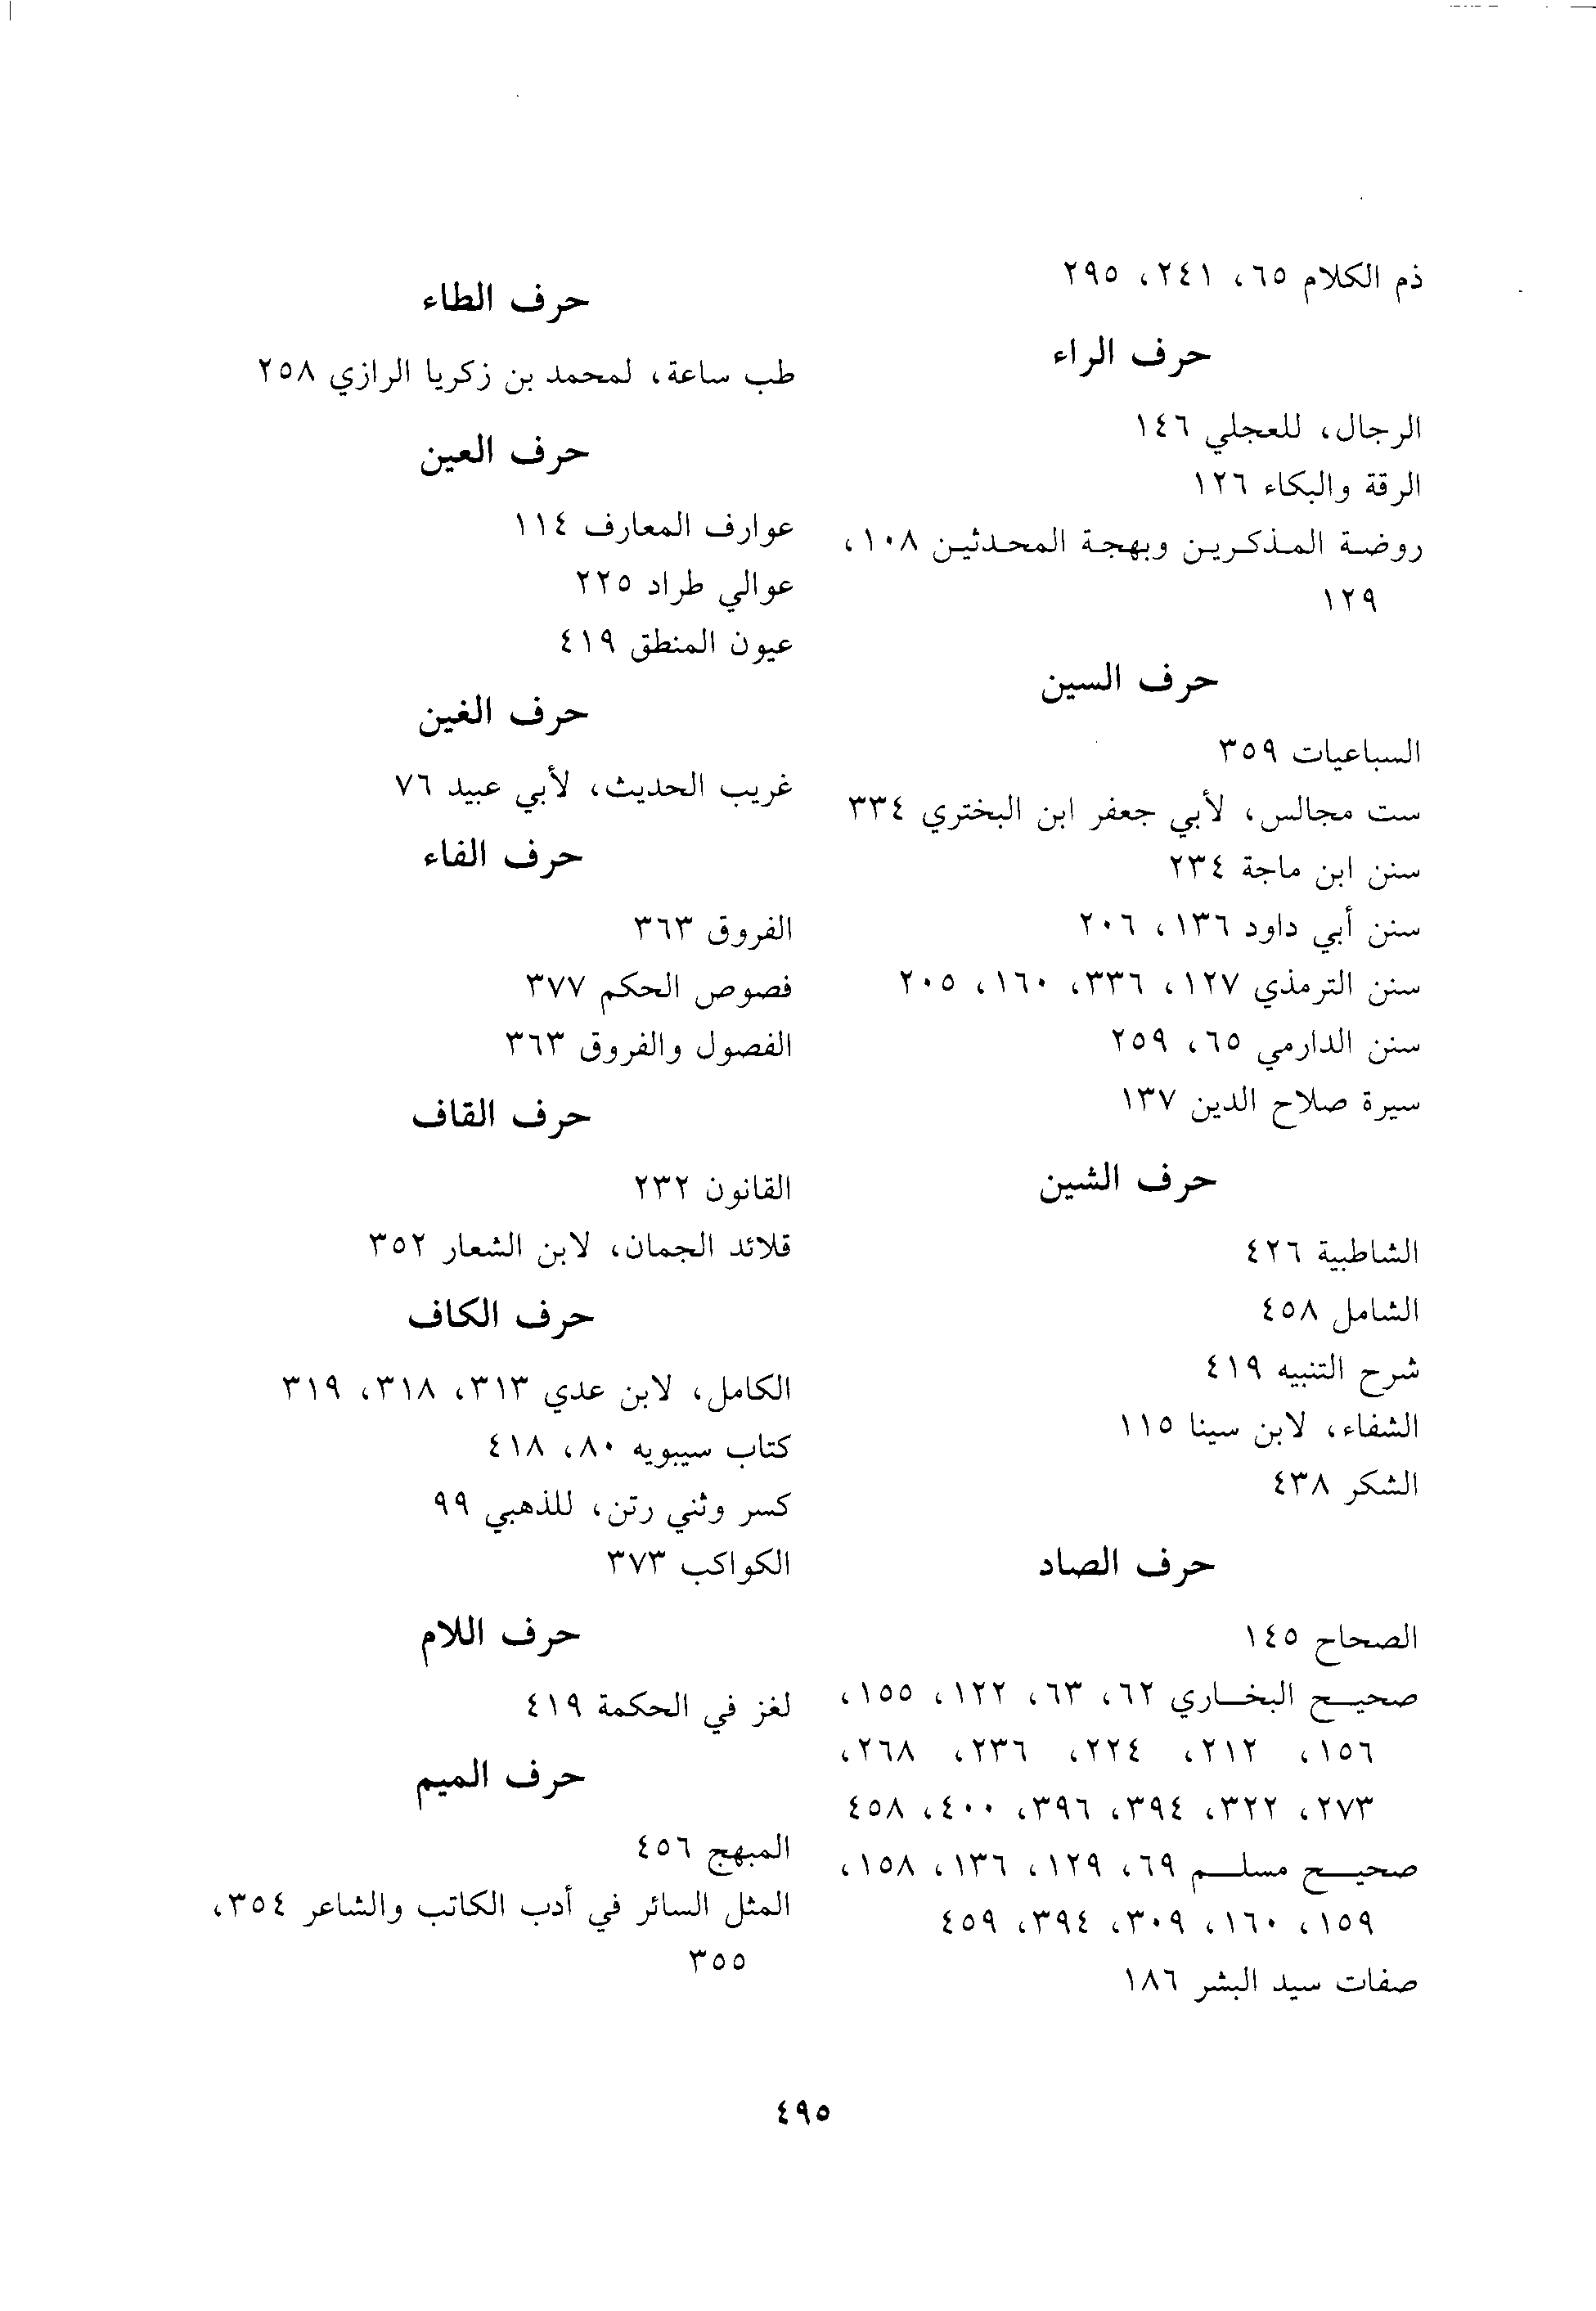 ذم الكلام ٦٥، ٢٤١، ٢٩٥
حرف الراء
الرجال، للعجلي ١٤٦
الرقة والبكاء ١٢٦
روضة المذكرين وبهجة المحدثين ١٠٨،
١٢٩
حرف السين
السباعيات ٣٥٩
ست مجالس، لأبي جعفر ابن البختري ٣٣٤
سنن ابن ماجة ٢٣٤
سنن أبي داود ١٣٦، ٢٠٦
سنن الترمذي ١٢٧، ٣٣٦، ١٦٠، ٢٠٥
سنن الدارمي ٦٥، ٢٥٩
سيرة صلاح الدين ١٣٧
حرف الشين
الشاطبية ٤٢٦
الشامل ٤٥٨
شرح التنبيه ٤١٩
الشفاء، لابن سينا ١١٥
الشكر ٤٣٨
حرف الصاد
الصحاح ١٤٥
صحيح البخاري ٦٢، ٦٣، ١٢٢، ١٥٥،
١٥٦، ٢١٢، ٢٢٤، ٢٣٦، ٢٦٨،
٢٧٣، ٣٢٢، ٣٩٤، ٣٩٦، ٤٠٠، ٤٥٨
صحيح مسلم ٦٩، ١٢٩، ١٣٦، ١٥٨،
١٥٩، ١٦٠، ٣٠٩، ٣٩٤، ٤٥٩
صفات سيد البشر ١٨٦
حرف الطاء
طب ساعة، لمحمد بن زكريا الرازي ٢٥٨
حرف العين
عوارف المعارف ١١٤
عوالي طراد ٢٢٥
عيون المنطق ٤١٩
حرف الغين
غريب الحديث، لأبي عبيد ٧٦
حرف الفاء
الفروق ٣٦٣
فصوص الحكم ٣٧٧
الفصول والفروق ٣٦٣
حرف القاف
القانون ٢٣٢
قلائد الجمان، لابن الشعار ٣٥٢
حرف الكاف
الكامل، لابن عدي ٣١٣، ٣١٨، ٣١٩
كتاب سيبويه ٨٠، ٤١٨
كسر وثني رتن، للذهبي ٩٩
الكواكب ٣٧٣
حرف اللام
لغز في الحكمة ٤١٩
حرف الميم
المبهج ٤٥٦
المثل السائر في أدب الكاتب والشاعر ٣٥٤،
٣٥٥
٤٩٥